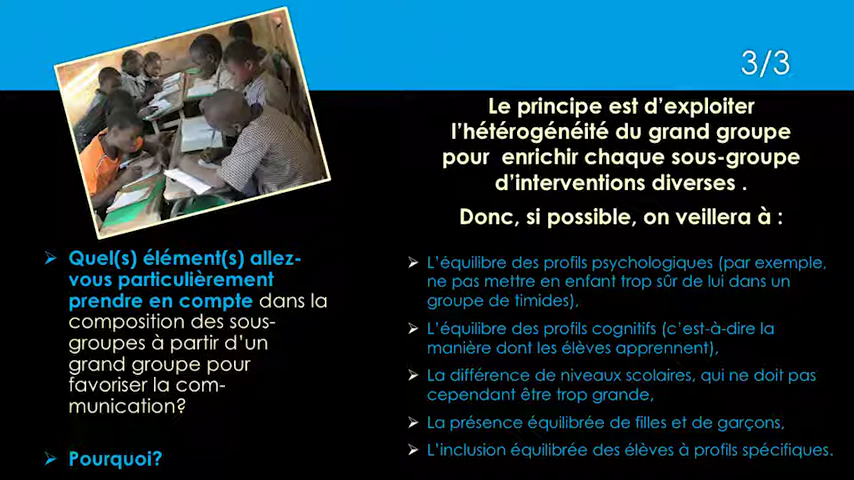 3/3
Quel(s) élément(s) allez-
vous particulièrement
prendre en compte dans la
composition des sous-
groupes à partir d'un
grand groupe pour
favoriser la com-
munication?
Pourquoi?
Le principe est d'exploiter
l'hétérogénéité du grand groupe
pour enrichir chaque sous-groupe
d'interventions diverses .
Donc, si possible, on veillera à :
L'équilibre des profils psychologiques (par exemple,
ne pas mettre en enfant trop sûr de lui dans un
groupe de timides),
L'équilibre des profils cognitifs (c'est-à-dire la
manière dont les élèves apprennent),
La différence de niveaux scolaires, qui ne doit pas
cependant être trop grande,
La présence équilibrée de filles et de garçons,
L'inclusion équilibrée des élèves à profils spécifiques.